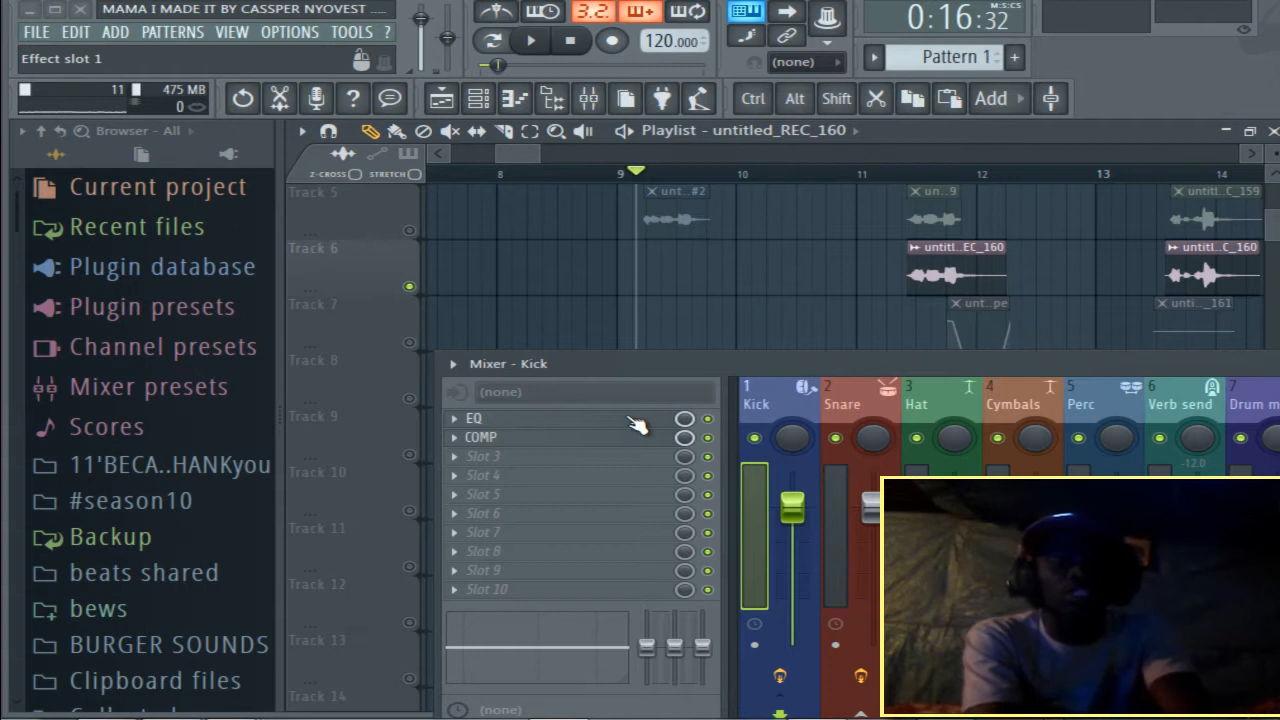 MAMA I MADE IT BY CASSPER NYOVEST ....
FILE EDIT ADD PATTERNS VIEW OPTIONS TOOLS ?
Effect slot 1
3.2
120.000
0:16:32
M:S:CS
(none)
Pattern 1
11 475 MB
0
Ctrl Alt Shift
Add
Browser - All
Playlist - untitled_REC_160
Z-CROSS STRETCH
8 9 10 11 12 13 14
Track 5
unt..#2
un...9
untitl...C_159
Track 6
untitl...EC_160
untitl...C_160
Track 7
unt...pe
unti..._161
Track 8
Track 9
Track 10
Track 11
Track 12
Track 13
Track 14
Current project
Recent files
Plugin database
Plugin presets
Channel presets
Mixer presets
Scores
11'BECA..HANKyou
#season10
Backup
beats shared
bews
BURGER SOUNDS
Clipboard files
Mixer - Kick
(none)
EQ
COMP
Slot 3
Slot 4
Slot 5
Slot 6
Slot 7
Slot 8
Slot 9
Slot 10
(none)
1 2 3 4 5 6 7
Kick Snare Hat Cymbals Perc Verb send Drum m
-12.0